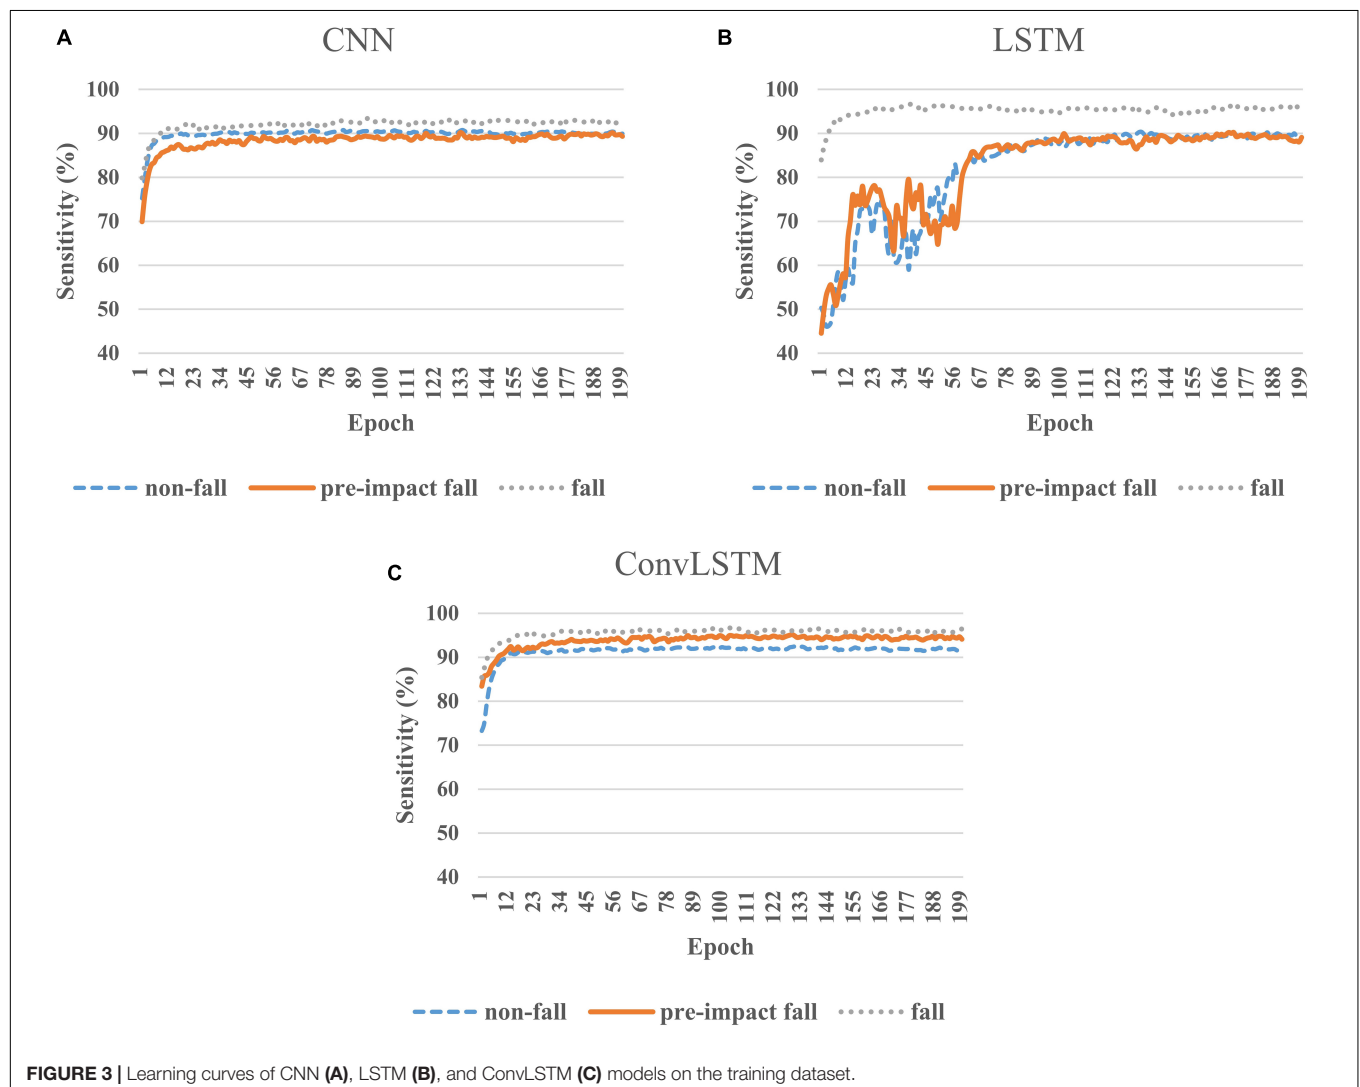 A
CNN
100
90
80
70
60
50
40
Sensitivity (%)
1 12 23 34 45 56 67 78 89 100 111 122 133 144 155 166 177 188 199
Epoch
non-fall pre-impact fall fall
B
LSTM
100
90
80
70
60
50
40
Sensitivity (%)
1 12 23 34 45 56 67 78 89 100 111 122 133 144 155 166 177 188 199
Epoch
non-fall pre-impact fall fall
C
ConvLSTM
100
90
80
70
60
50
40
Sensitivity (%)
1 12 23 34 45 56 67 78 89 100 111 122 133 144 155 166 177 188 199
Epoch
non-fall pre-impact fall fall
FIGURE 3 | Learning curves of CNN (A), LSTM (B), and ConvLSTM (C) models on the training dataset.